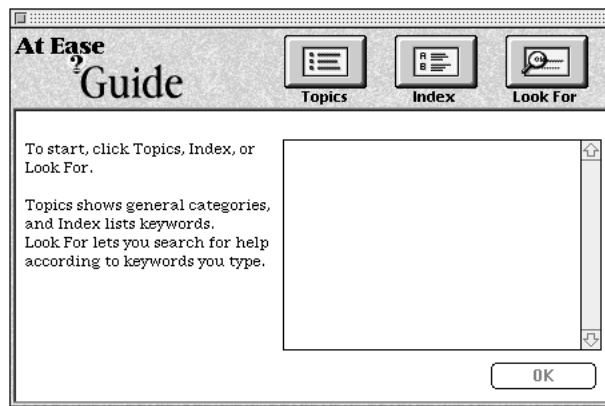 At Ease
?
Guide
Topics
Index
Look For
To start, click Topics, Index, or
Look For.
Topics shows general categories,
and Index lists keywords.
Look For lets you search for help
according to keywords you type.
OK